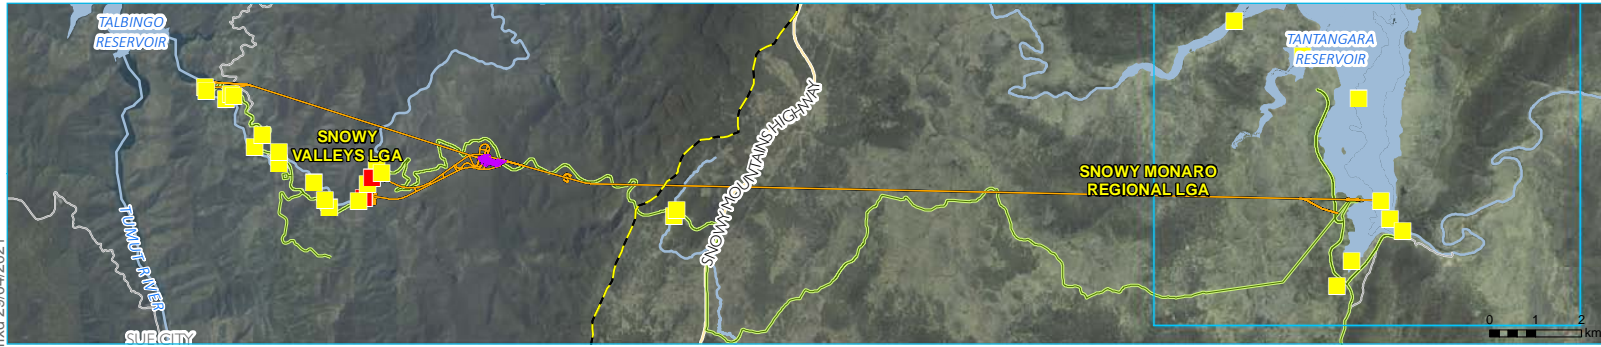 TALBINGO
RESERVOIR
TANTANGARA
RESERVOIR
SNOWY
VALLEYS LGA
SNOWY MOUNTAINS HIGHWAY
SNOWY MONARO
REGIONAL LGA
TUMUT RIVER
0 1 2
km